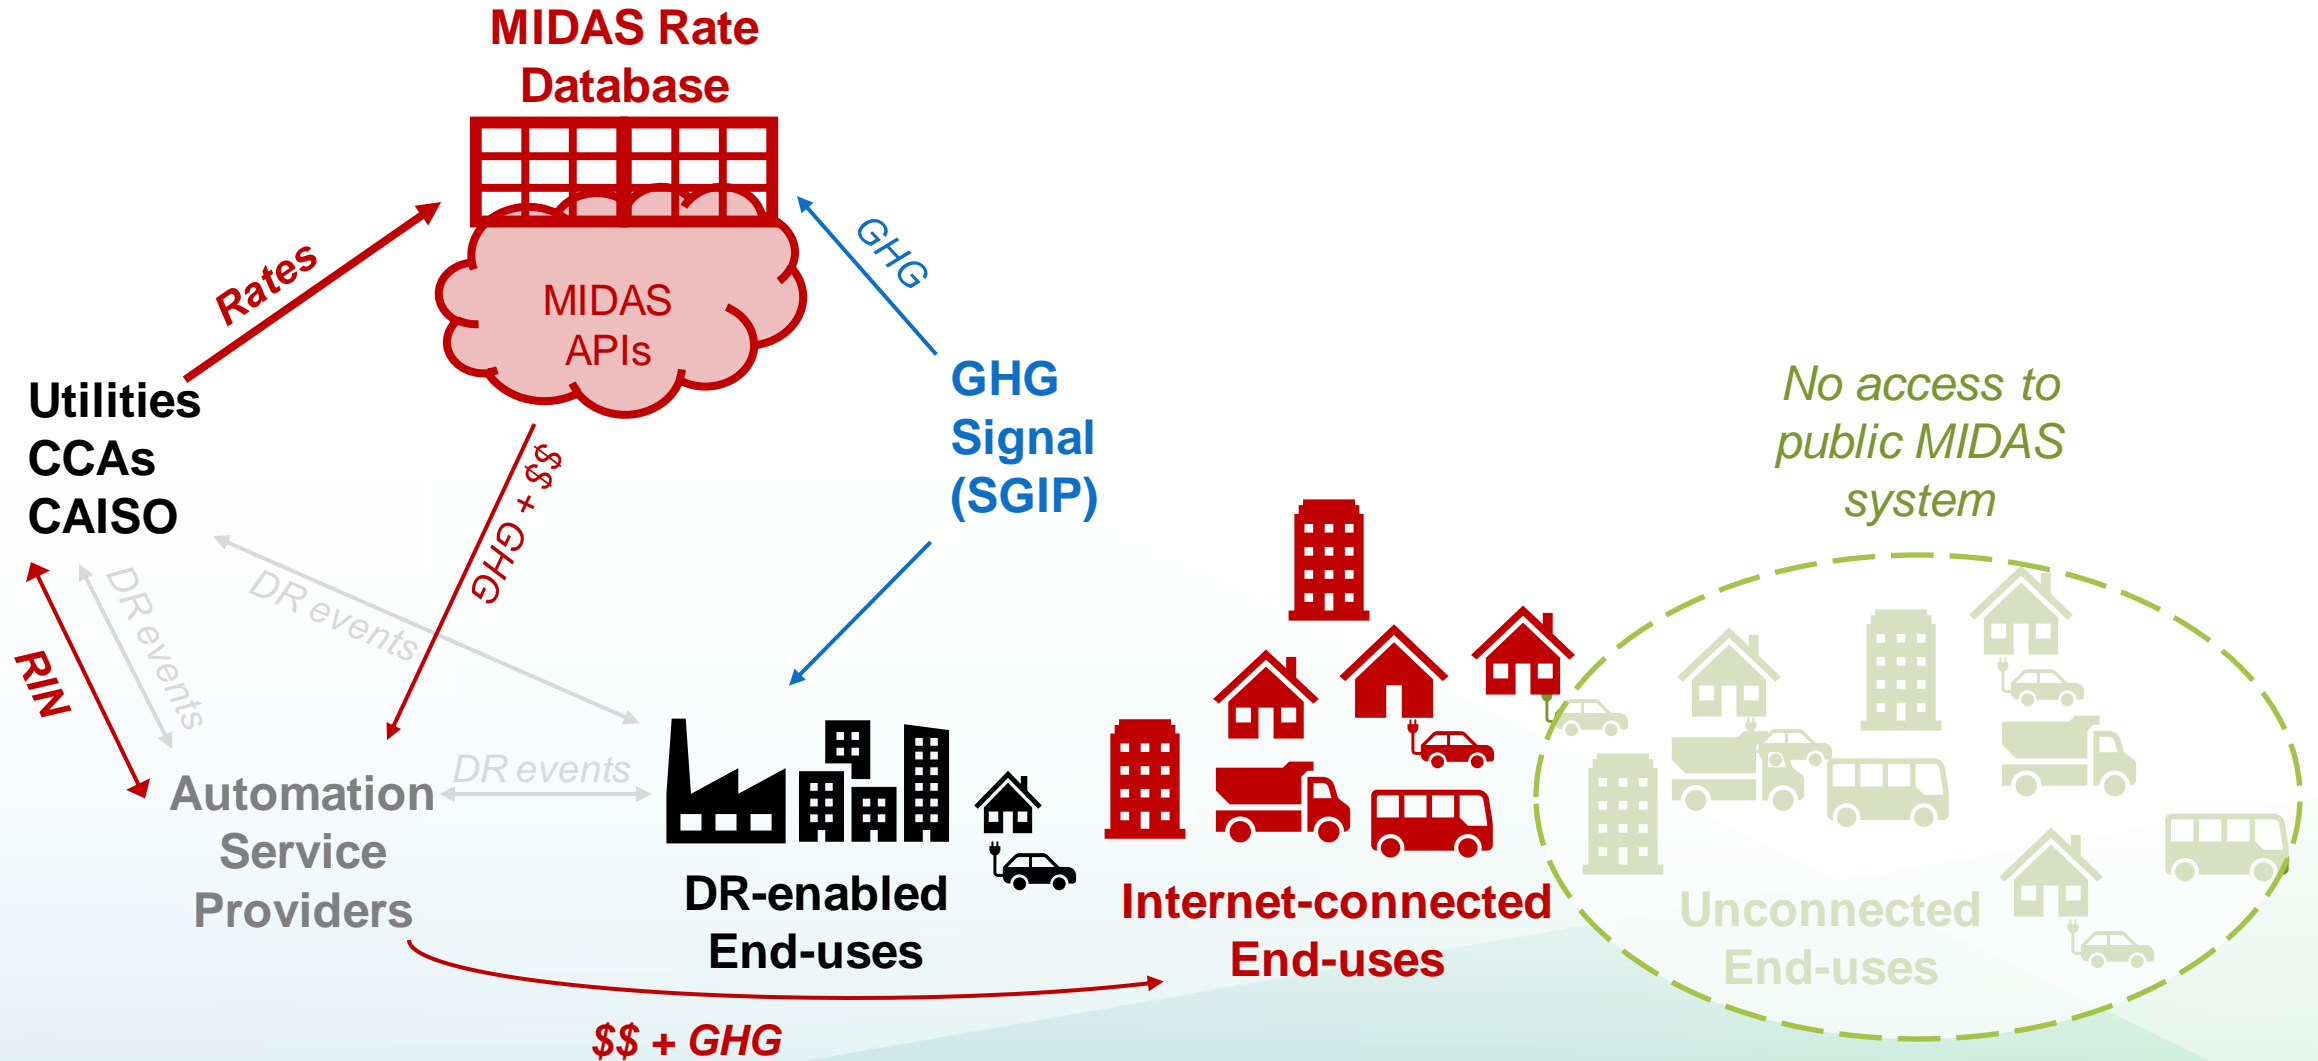 MIDAS Rate
Database
MIDAS
APIs
Rates
GHG
Utilities
CCAs
CAISO
GHG
Signal
(SGIP)
No access to
public MIDAS
system
$$ + GHG
DR events
DR events
RIN
DR events
Automation
Service
Providers
DR-enabled
End-uses
Internet-connected
End-uses
Unconnected
End-uses
$$ + GHG